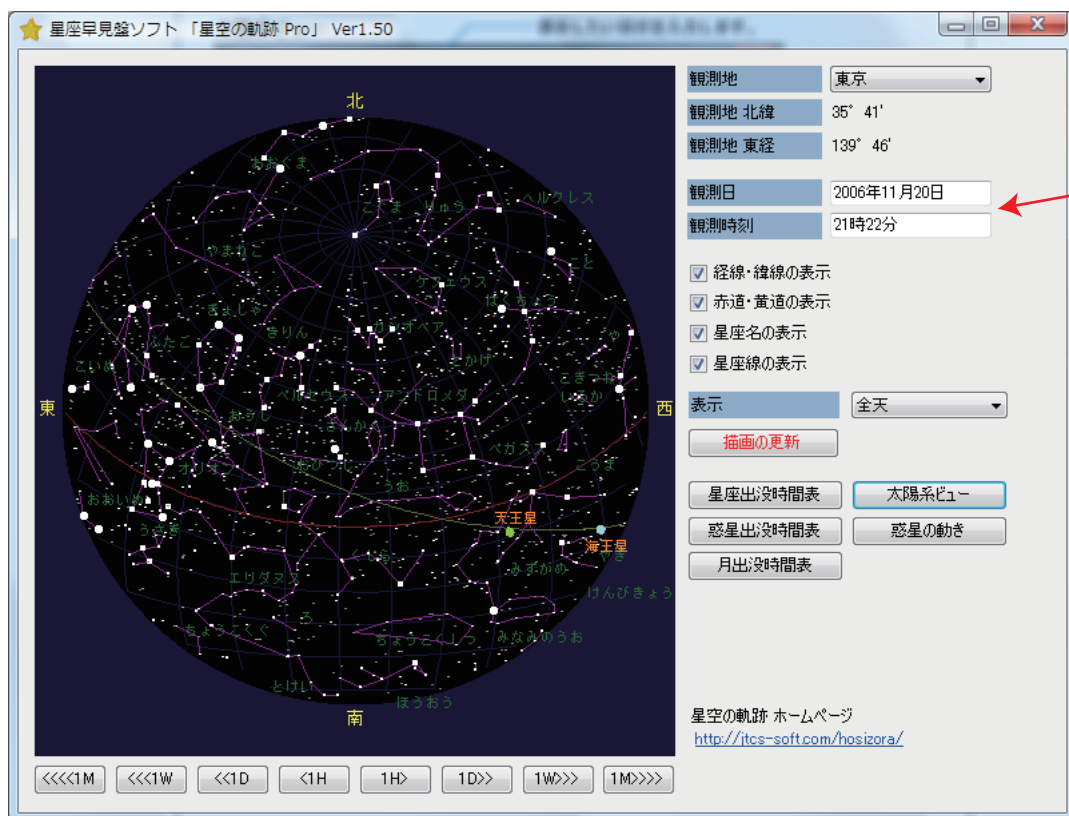 星座早見盤ソフト 「星空の軌跡 Pro」 Ver1.50
観測地 東京
観測地 北緯 35° 41'
観測地 東経 139° 46'
観測日 2006年11月20日
観測時刻 21時22分
経線・緯線の表示
赤道・黄道の表示
星座名の表示
星座線の表示
表示 全天
描画の更新
星座出没時間表 太陽系ビュー
惑星出没時間表 惑星の動き
月出没時間表
星空の軌跡 ホームページ
http://jtcs-soft.com/hosizora/
北
おおぐま
ヘルクレス
こぐま りゅう
やまねこ
こと
ケフェウス
はくちょう
ぎょしゃ
きりん
カシオペア
や
ふたご
こいぬ
とかげ
こぎつね
ペルセウス アンドロメダ いるか
東 西
おうし
さんかく
ペガスス
オリオン
おひつじ
こうま
うお
おおいぬ
天王星
うさぎ
海王星
くじら
やぎ
みずがめ
エリダヌス
けんびきょう
ろ
ちょうこくぐ
ちょうこくしつ みなみのうお
とけい
ほうおう
南
<<<<1M <<<1W <<1D <1H 1H> 1D>> 1W>>> 1M>>>>